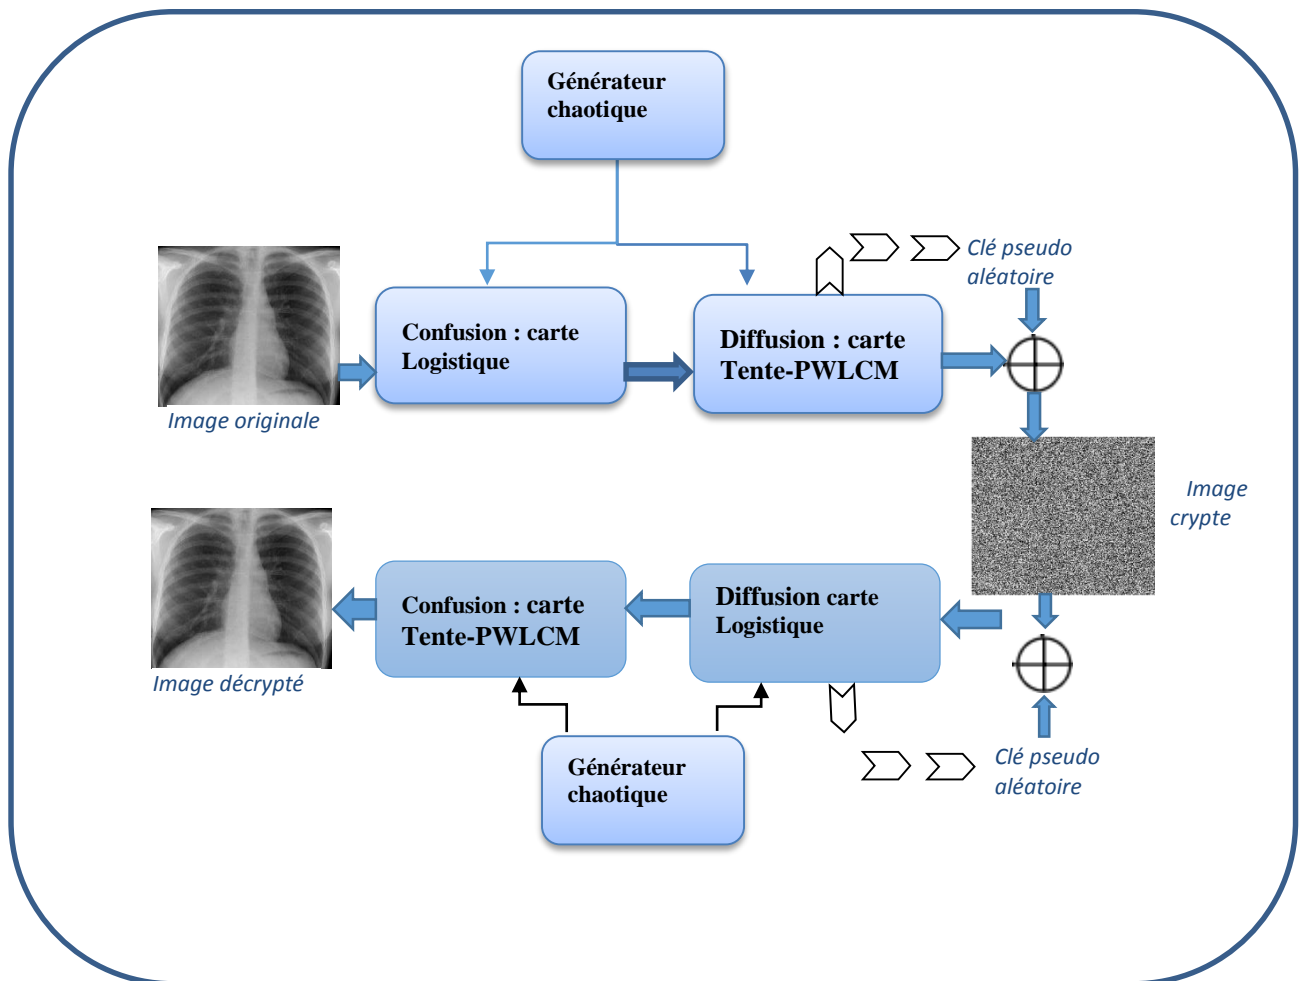 Générateur
chaotique
Clé pseudo
aléatoire
Confusion : carte
Logistique
Diffusion : carte
Tente-PWLCM
Image originale
Image
crypte
Confusion : carte
Tente-PWLCM
Diffusion carte
Logistique
Image décrypté
Générateur
chaotique
Clé pseudo
aléatoire